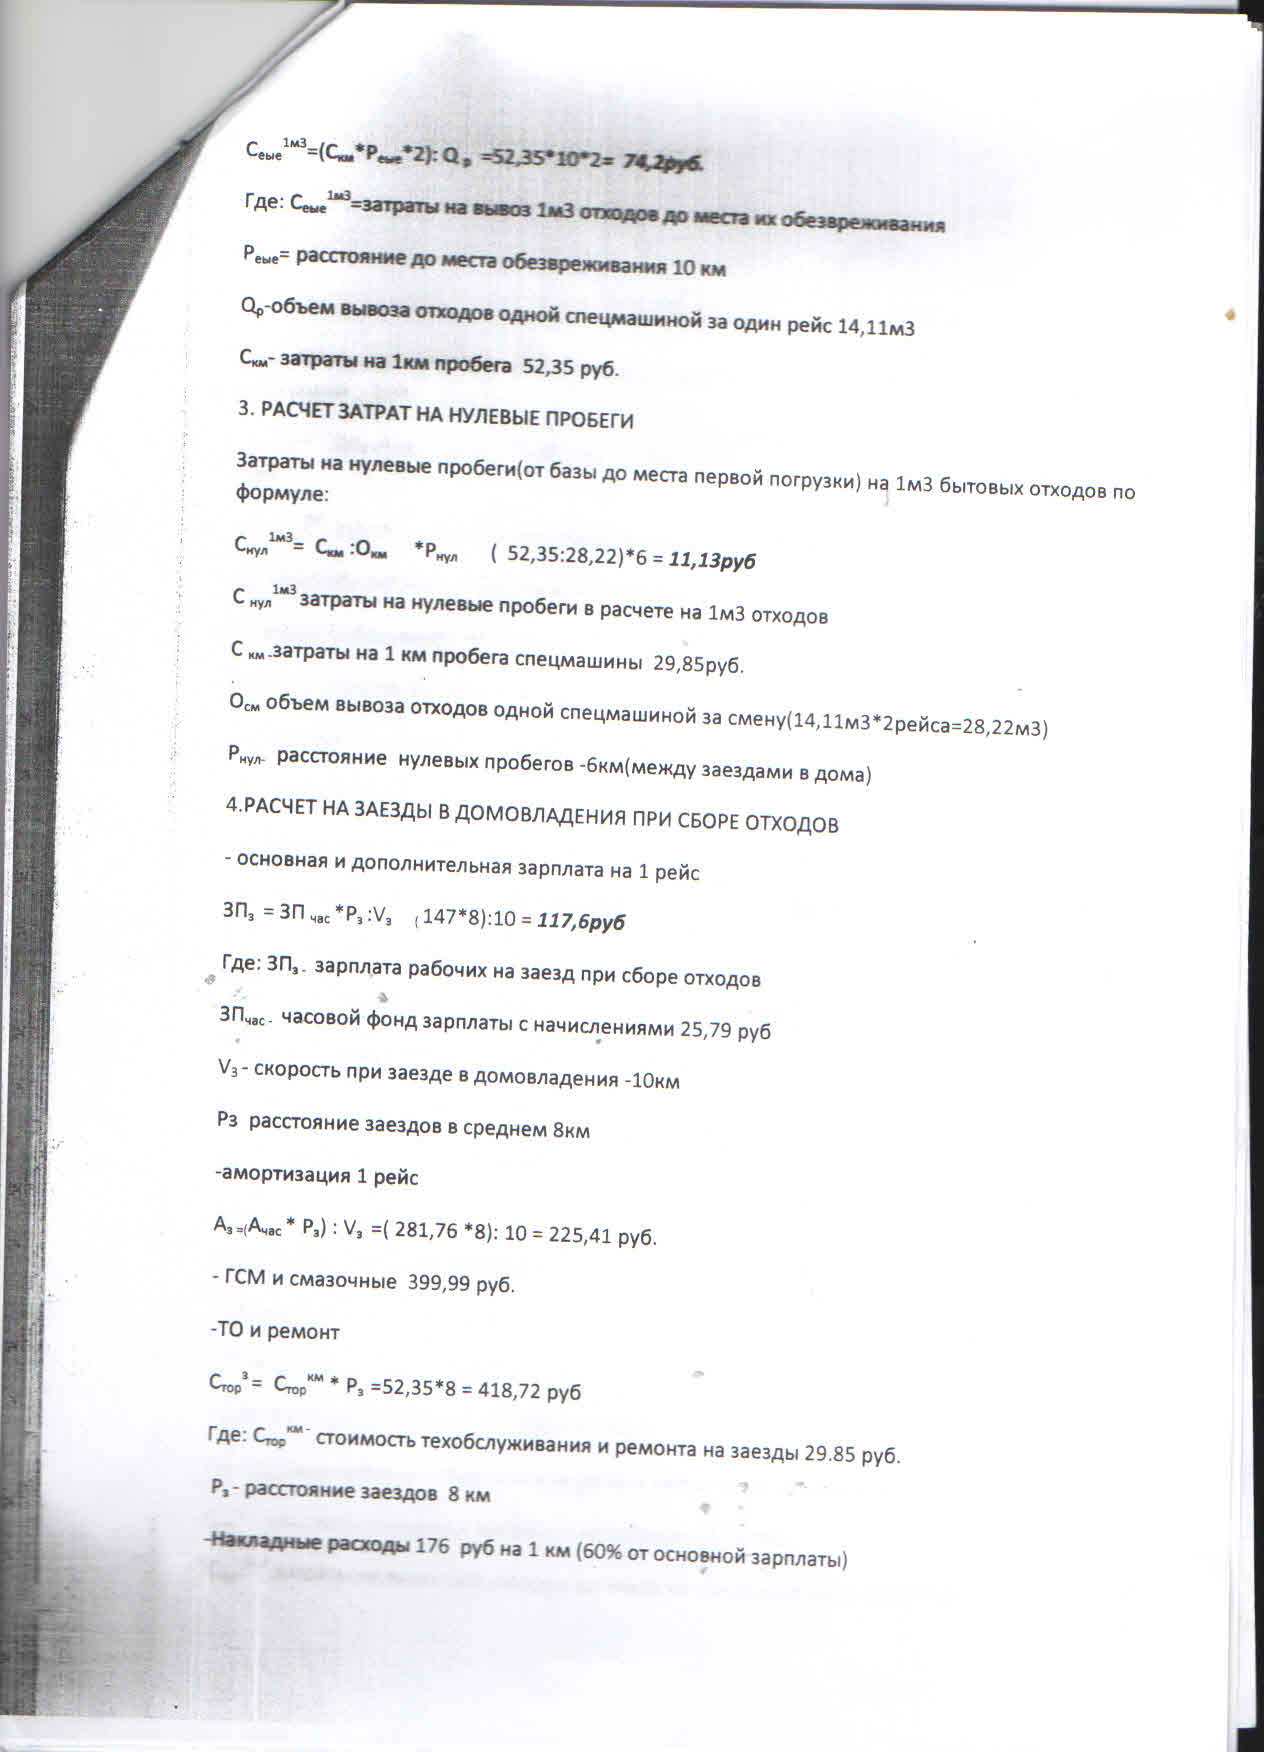 Сеые1м3=(Скм*Реые*2): Qр =52,35*10*2= 74,2руб.
Где: Сеые1м3=затраты на вывоз 1м3 отходов до места их обезвреживания
Реые= расстояние до места обезвреживания 10 км
Qр-объем вывоза отходов одной спецмашиной за один рейс 14,11м3
Скм- затраты на 1км пробега 52,35 руб.
3. РАСЧЕТ ЗАТРАТ НА НУЛЕВЫЕ ПРОБЕГИ
Затраты на нулевые пробеги(от базы до места первой погрузки) на 1м3 бытовых отходов по
формуле:
Снул1м3= Скм :Окм *Рнул ( 52,35:28,22)*6 = 11,13руб
С нул1м3 затраты на нулевые пробеги в расчете на 1м3 отходов
С км -затраты на 1 км пробега спецмашины 29,85руб.
Осм объем вывоза отходов одной спецмашиной за смену(14,11м3*2рейса=28,22м3)
Рнул- расстояние нулевых пробегов -6км(между заездами в дома)
4.РАСЧЕТ НА ЗАЕЗДЫ В ДОМОВЛАДЕНИЯ ПРИ СБОРЕ ОТХОДОВ
- основная и дополнительная зарплата на 1 рейс
ЗПз = ЗП час *Рз :Vз ( 147*8):10 = 117,6руб
Где: ЗПз - зарплата рабочих на заезд при сборе отходов
ЗПчас - часовой фонд зарплаты с начислениями 25,79 руб
V3 - скорость при заезде в домовладения -10км
Рз расстояние заездов в среднем 8км
-амортизация 1 рейс
Аз =(Ачас * Рз) : Vз =( 281,76 *8): 10 = 225,41 руб.
- ГСМ и смазочные 399,99 руб.
-ТО и ремонт
Стор3 = Сторкм * Рз =52,35*8 = 418,72 руб
Где: Сторкм - стоимость техобслуживания и ремонта на заезды 29.85 руб.
Рз - расстояние заездов 8 км
-Накладные расходы 176 руб на 1 км (60% от основной зарплаты)